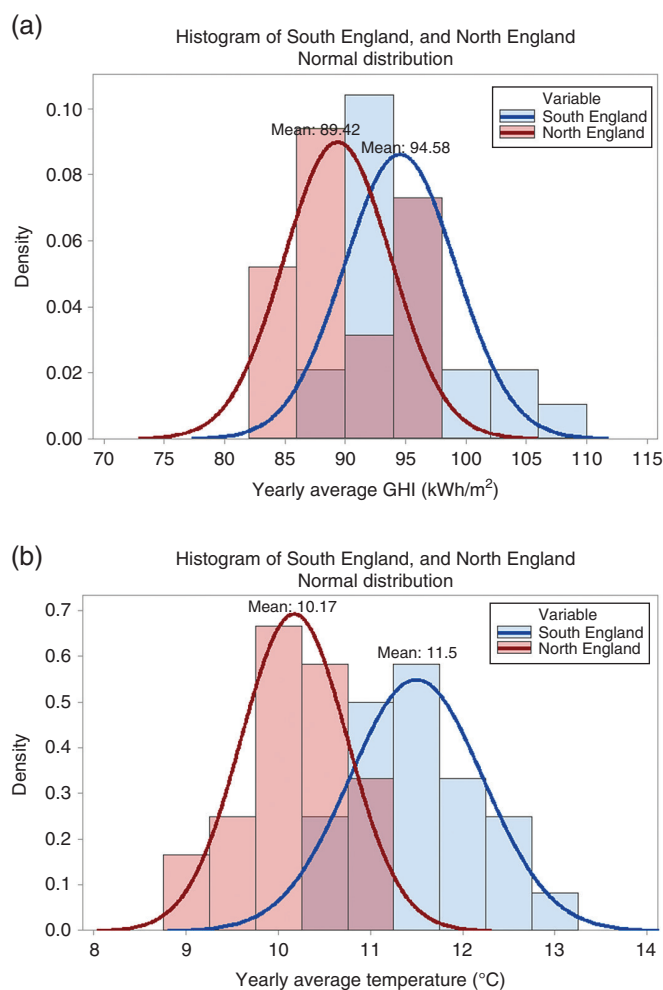 (a)
Histogram of South England, and North England
Normal distribution
Variable
South England
North England
Mean: 89.42
Mean: 94.58
Density
0.10
0.08
0.06
0.04
0.02
0.00
70 75 80 85 90 95 100 105 110 115
Yearly average GHI (kWh/m²)
(b)
Histogram of South England, and North England
Normal distribution
Variable
South England
North England
Mean: 10.17
Mean: 11.5
Density
0.7
0.6
0.5
0.4
0.3
0.2
0.1
0.0
8 9 10 11 12 13 14
Yearly average temperature (°C)